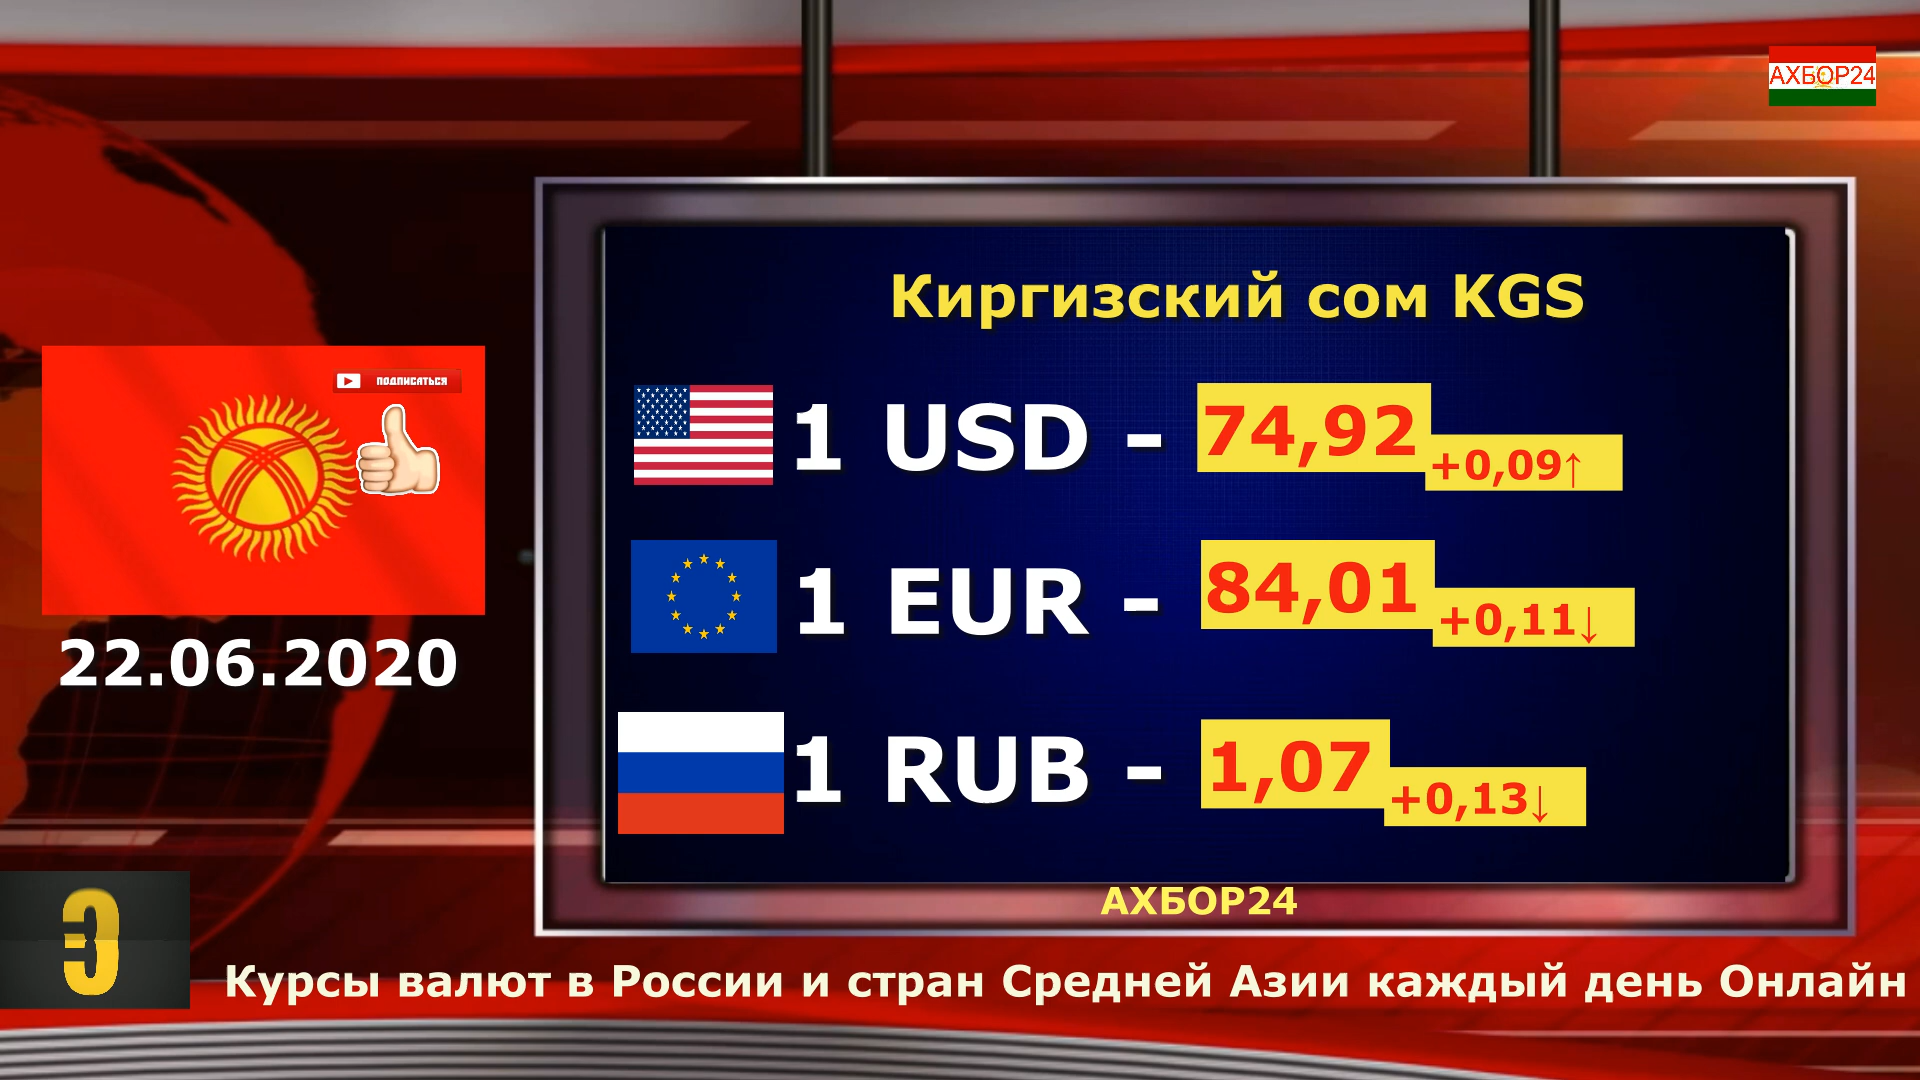 АХБОР24
Киргизский сом KGS
ПОДПИСАТЬСЯ
1 USD - 74,92 +0,09↑
1 EUR - 84,01 +0,11↓
22.06.2020
1 RUB - 1,07 +0,13↓
АХБОР24
Э
Курсы валют в России и стран Средней Азии каждый день Онлайн